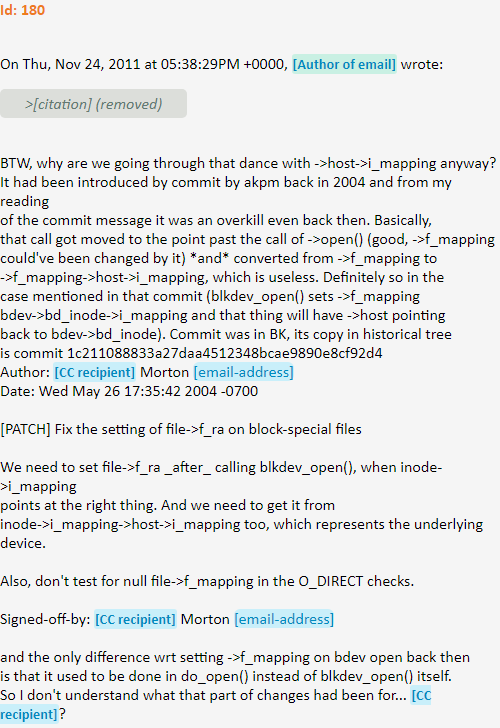 Id: 180
On Thu, Nov 24, 2011 at 05:38:29PM +0000, [Author of email] wrote:
>[citation] (removed)
BTW, why are we going through that dance with ->host->i_mapping anyway?
It had been introduced by commit by akpm back in 2004 and from my
reading
of the commit message it was an overkill even back then. Basically,
that call got moved to the point past the call of ->open() (good, ->f_mapping
could've been changed by it) *and* converted from ->f_mapping to
->f_mapping->host->i_mapping, which is useless. Definitely so in the
case mentioned in that commit (blkdev_open() sets ->f_mapping
bdev->bd_inode->i_mapping and that thing will have ->host pointing
back to bdev->bd_inode). Commit was in BK, its copy in historical tree
is commit 1c211088833a27daa4512348bcae9890e8cf92d4
Author: [CC recipient] Morton [email-address]
Date: Wed May 26 17:35:42 2004 -0700
[PATCH] Fix the setting of file->f_ra on block-special files
We need to set file->f_ra _after_ calling blkdev_open(), when inode-
>i_mapping
points at the right thing. And we need to get it from
inode->i_mapping->host->i_mapping too, which represents the underlying
device.
Also, don't test for null file->f_mapping in the O_DIRECT checks.
Signed-off-by: [CC recipient] Morton [email-address]
and the only difference wrt setting ->f_mapping on bdev open back then
is that it used to be done in do_open() instead of blkdev_open() itself.
So I don't understand what that part of changes had been for... [CC
recipient]?